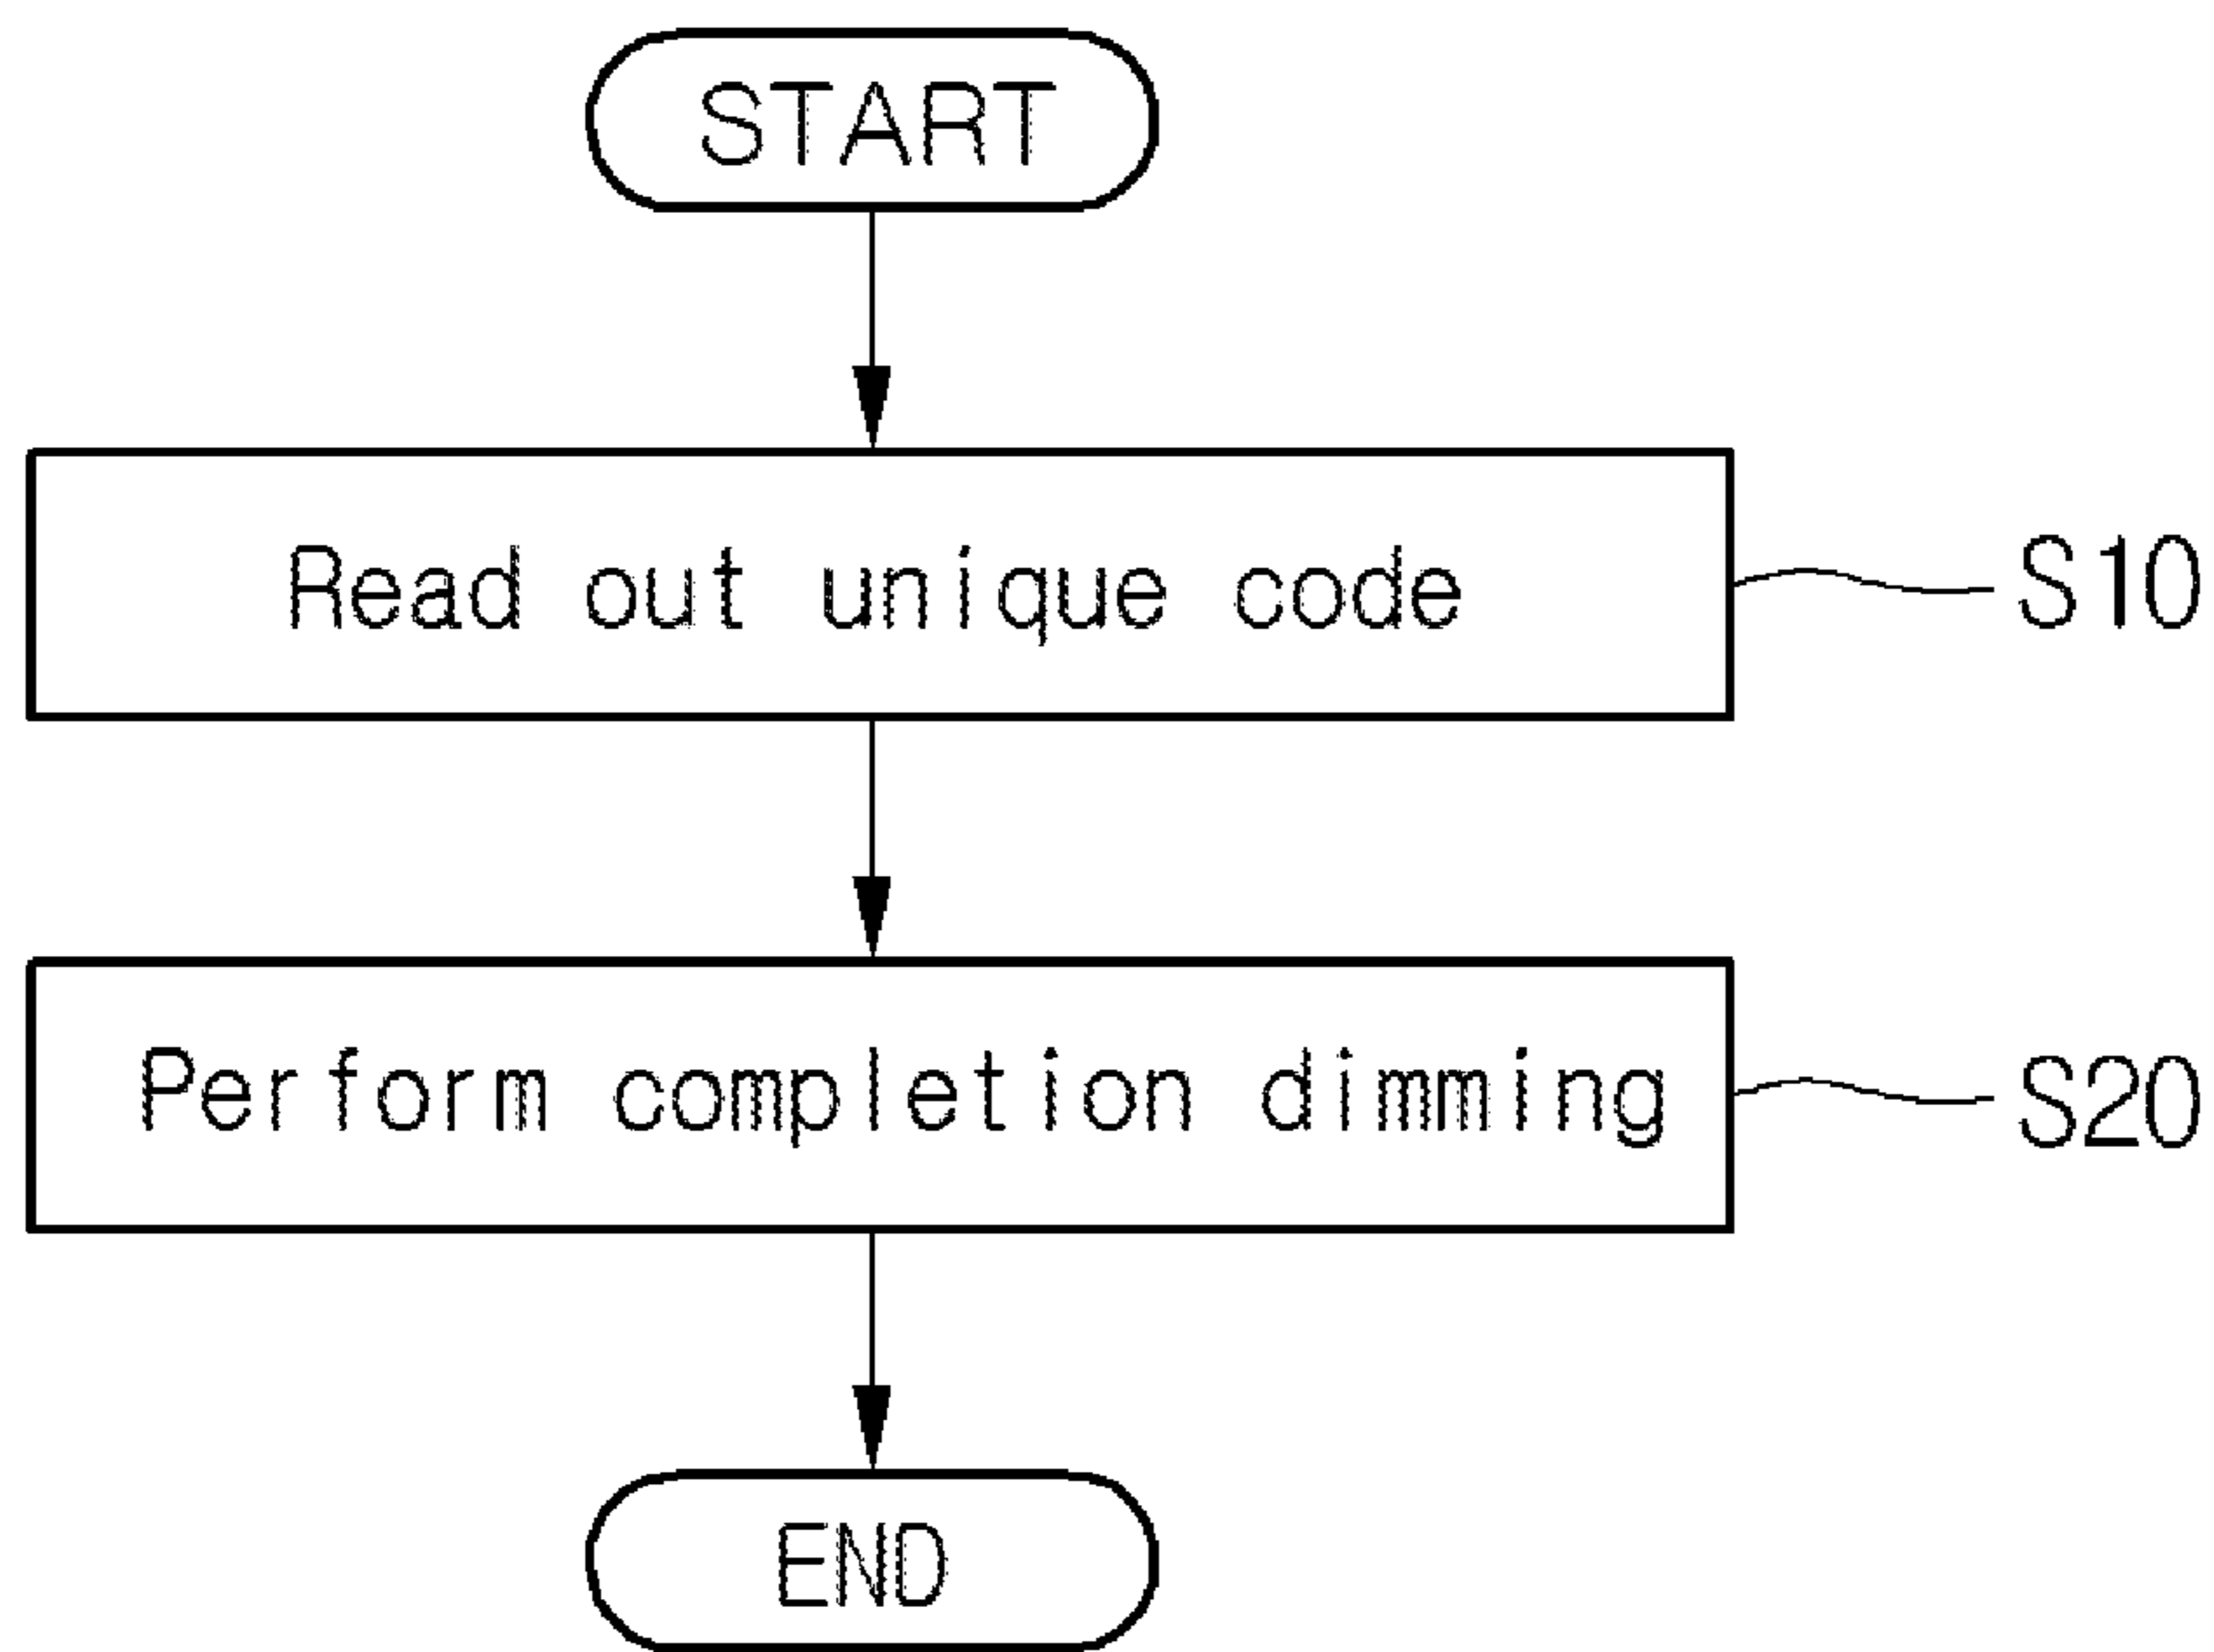 START
Read out unique code
S10
Perform completion dimming
S20
END